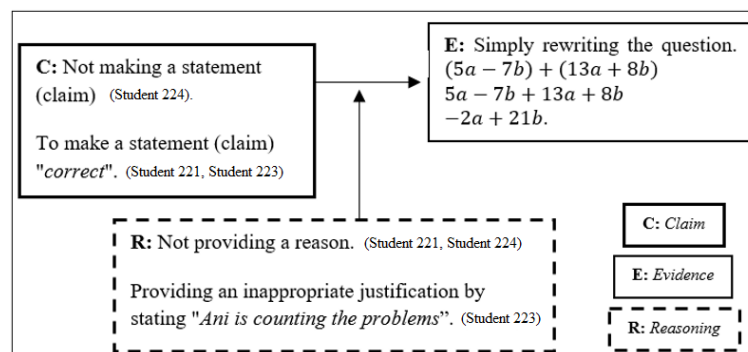 C: Not making a statement
(claim) (Student 224).
To make a statement (claim)
"correct". (Student 221, Student 223)
E: Simply rewriting the question.
(5a − 7b) + (13a + 8b)
5a − 7b + 13a + 8b
−2a + 21b.
R: Not providing a reason. (Student 221, Student 224)
Providing an inappropriate justification by
stating "Ani is counting the problems”. (Student 223)
C: Claim
E: Evidence
R: Reasoning